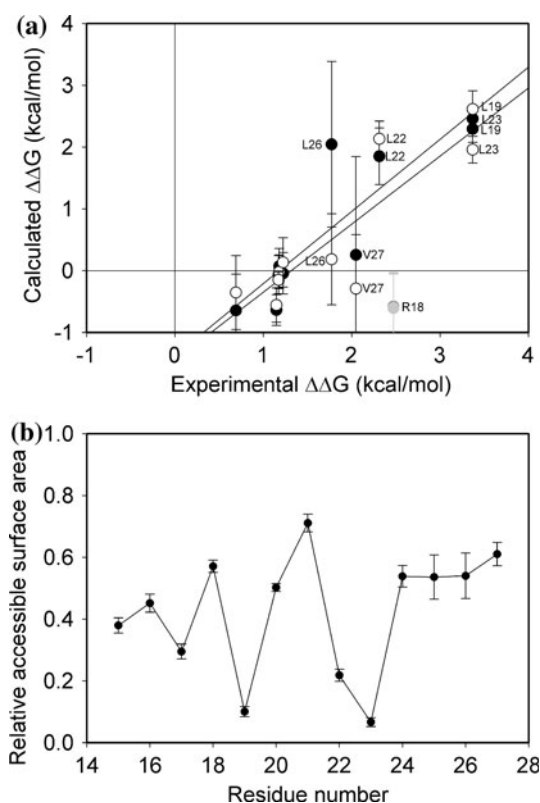 (a)
4
3
2
1
0
-1
Calculated ΔΔG (kcal/mol)
L26
L22
L22
L19
L23
L19
L23
L26
V27
V27
R18
-1 0 1 2 3 4
Experimental ΔΔG (kcal/mol)
(b)
1.0
0.8
0.6
0.4
0.2
0.0
Relative accessible surface area
14 16 18 20 22 24 26 28
Residue number